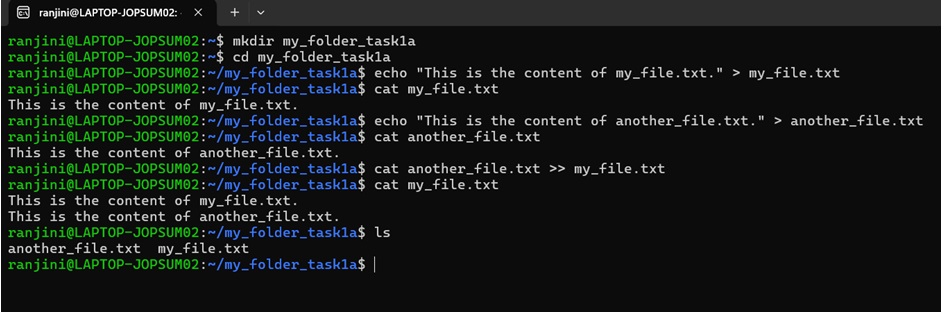 ranjini@LAPTOP-JOPSUM02: 
ranjini@LAPTOP-JOPSUM02:~$ mkdir my_folder_task1a
ranjini@LAPTOP-JOPSUM02:~$ cd my_folder_task1a
ranjini@LAPTOP-JOPSUM02:~/my_folder_task1a$ echo "This is the content of my_file.txt." > my_file.txt
ranjini@LAPTOP-JOPSUM02:~/my_folder_task1a$ cat my_file.txt
This is the content of my_file.txt.
ranjini@LAPTOP-JOPSUM02:~/my_folder_task1a$ echo "This is the content of another_file.txt." > another_file.txt
ranjini@LAPTOP-JOPSUM02:~/my_folder_task1a$ cat another_file.txt
This is the content of another_file.txt.
ranjini@LAPTOP-JOPSUM02:~/my_folder_task1a$ cat another_file.txt >> my_file.txt
ranjini@LAPTOP-JOPSUM02:~/my_folder_task1a$ cat my_file.txt
This is the content of my_file.txt.
This is the content of another_file.txt.
ranjini@LAPTOP-JOPSUM02:~/my_folder_task1a$ ls
another_file.txt  my_file.txt
ranjini@LAPTOP-JOPSUM02:~/my_folder_task1a$